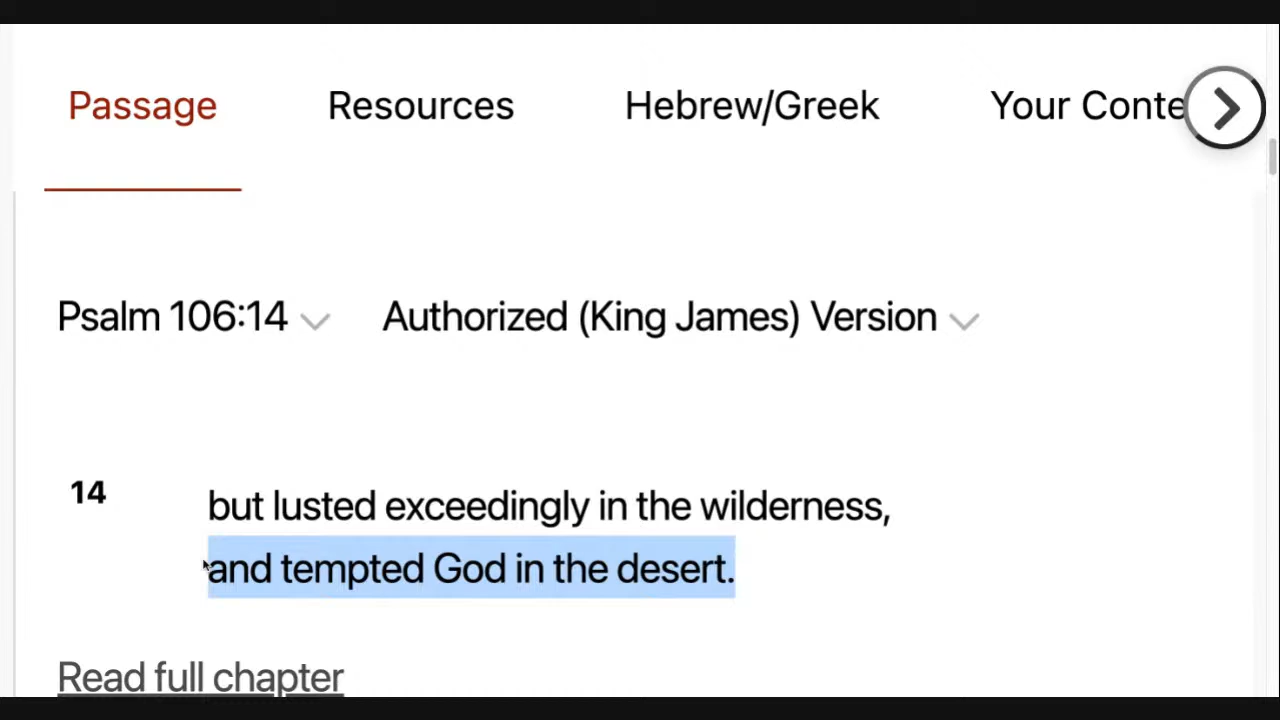 Passage Resources Hebrew/Greek Your Conte
Psalm 106:14 Authorized (King James) Version
14 but lusted exceedingly in the wilderness,
and tempted God in the desert.
Read full chapter